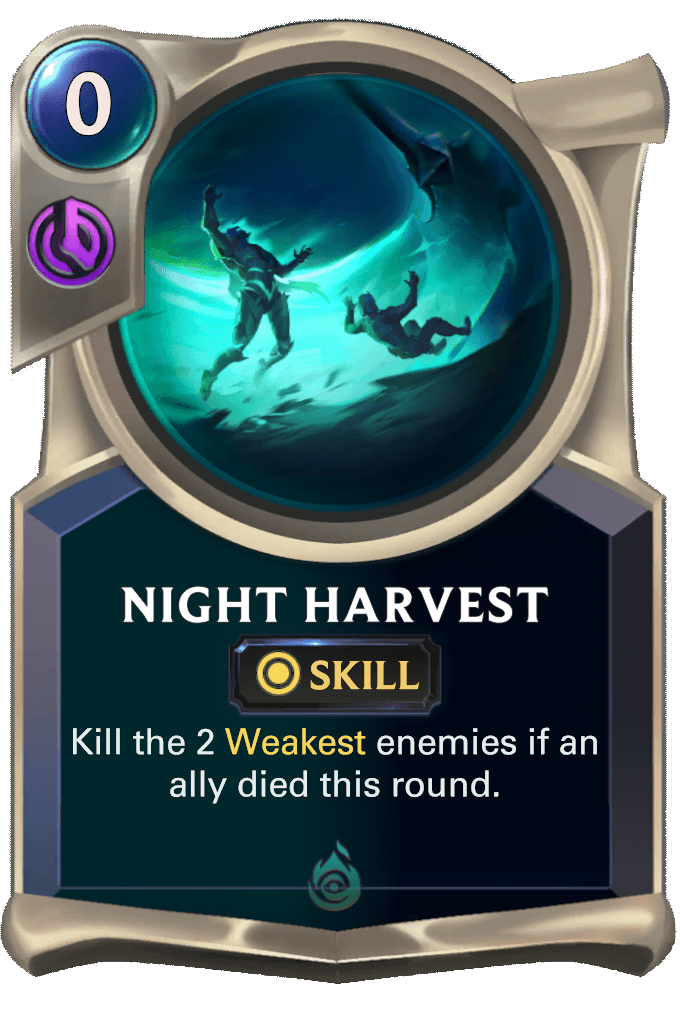 0
NIGHT HARVEST
SKILL
Kill the 2 Weakest enemies if an
ally died this round.